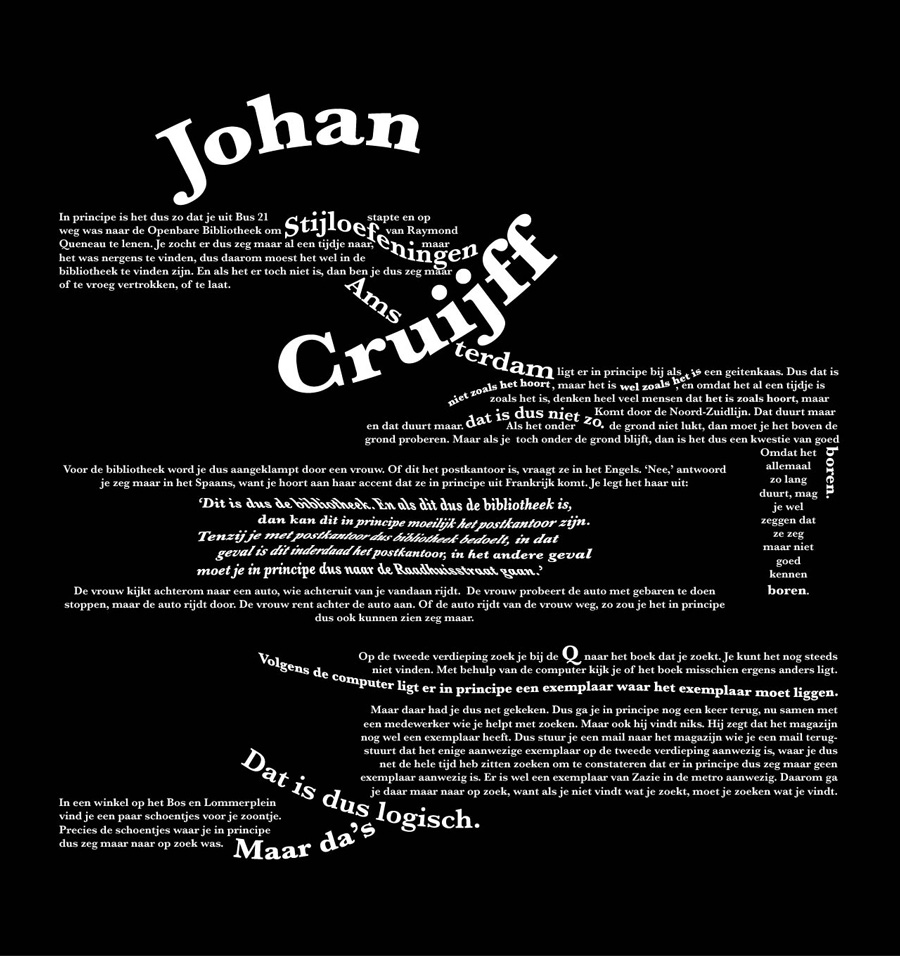 Johan
In principe is het dus zo dat je uit Bus 21 stapte en op
weg was naar de Openbare Bibliotheek om Stijloefeningen van Raymond
Queneau te lenen. Je zocht er dus zeg maar al een tijdje naar, maar
het was nergens te vinden, dus daarom moest het wel in de
bibliotheek te vinden zijn. En als het er toch niet is, dan ben je dus zeg maar
of te vroeg vertrokken, of te laat.
Cruijff
Amsterdam ligt er in principe bij als het is een geitenkaas. Dus dat is
niet zoals het hoort, maar het is wel zoals het is, en omdat het al een tijdje is
zoals het is, denken heel veel mensen dat het is zoals hoort, maar
dat is dus niet zo. Komt door de Noord-Zuidlijn. Dat duurt maar
en dat duurt maar. Als het onder de grond niet lukt, dan moet je het boven de
grond proberen. Maar als je toch onder de grond blijft, dan is het dus een kwestie van goed
boren.
Omdat het
allemaal
zo lang
duurt, mag
je wel
zeggen dat
ze zeg
maar niet
goed
kennen
boren.
Voor de bibliotheek word je dus aangeklampt door een vrouw. Of dit het postkantoor is, vraagt ze in het Engels. ‘Nee,’ antwoord
je zeg maar in het Spaans, want je hoort aan haar accent dat ze in principe uit Frankrijk komt. Je legt het haar uit:
‘Dit is dus de bibliotheek. En als dit dus de bibliotheek is,
dan kan dit in principe moeilijk het postkantoor zijn.
Tenzij je met postkantoor dus bibliotheek bedoelt, in dat
geval is dit inderdaad het postkantoor, in het andere geval
moet je in principe dus naar de Raadhuisstraat gaan.’
De vrouw kijkt achterom naar een auto, wie achteruit van je vandaan rijdt. De vrouw probeert de auto met gebaren te doen
stoppen, maar de auto rijdt door. De vrouw rent achter de auto aan. Of de auto rijdt van de vrouw weg, zo zou je het in principe
dus ook kunnen zien zeg maar.
Op de tweede verdieping zoek je bij de Q naar het boek dat je zoekt. Je kunt het nog steeds
niet vinden. Met behulp van de computer kijk je of het boek misschien ergens anders ligt.
Volgens de computer ligt er in principe een exemplaar waar het exemplaar moet liggen.
Maar daar had je dus net gekeken. Dus ga je in principe nog een keer terug, nu samen met
een medewerker wie je helpt met zoeken. Maar ook hij vindt niks. Hij zegt dat het magazijn
nog wel een exemplaar heeft. Dus stuur je een mail naar het magazijn wie je een mail terug-
stuurt dat het enige aanwezige exemplaar op de tweede verdieping aanwezig is, waar je dus
net de hele tijd heb zitten zoeken om te constateren dat er in principe dus zeg maar geen
exemplaar aanwezig is. Er is wel een exemplaar van Zazie in de metro aanwezig. Daarom ga
je daar maar naar op zoek, want als je niet vindt wat je zoekt, moet je zoeken wat je vindt.
Dat is dus logisch.
In een winkel op het Bos en Lommerplein
vind je een paar schoentjes voor je zoontje.
Precies de schoentjes waar je in principe
dus zeg maar naar op zoek was.
Maar da’s